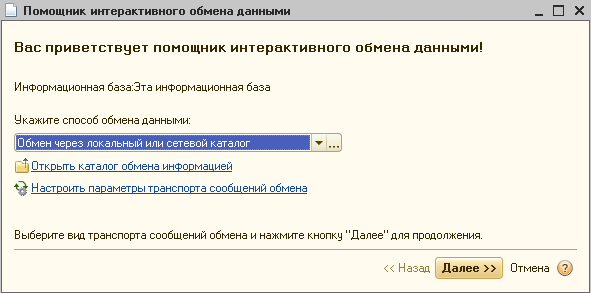 Помощник интерактивного обмена данными
Вас приветствует помощник интерактивного обмена данными!
Информационная база:Эта информационная база
Укажите способ обмена данными:
Обмен через локальный или сетевой каталог
...
Открыть каталог обмена информацией
Настроить параметры транспорта сообщений обмена
Выберите вид транспорта сообщений обмена и нажмите кнопку "Далее" для продолжения.
<< Назад Далее >> Отмена ?